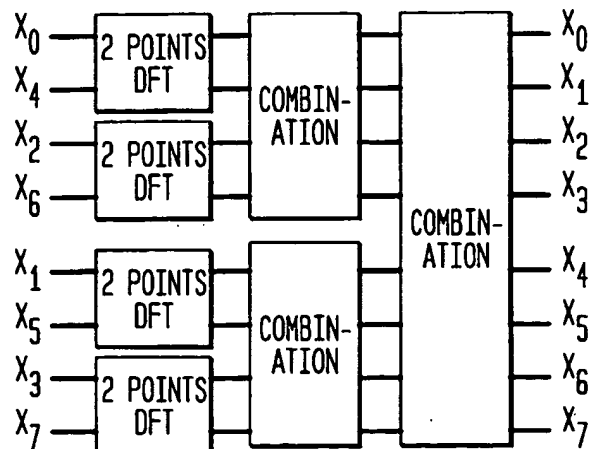 X0
X4
X2
X6
X1
X5
X3
X7
2 POINTS
DFT
2 POINTS
DFT
2 POINTS
DFT
2 POINTS
DFT
COMBIN-
ATION
COMBIN-
ATION
COMBIN-
ATION
X0
X1
X2
X3
X4
X5
X6
X7